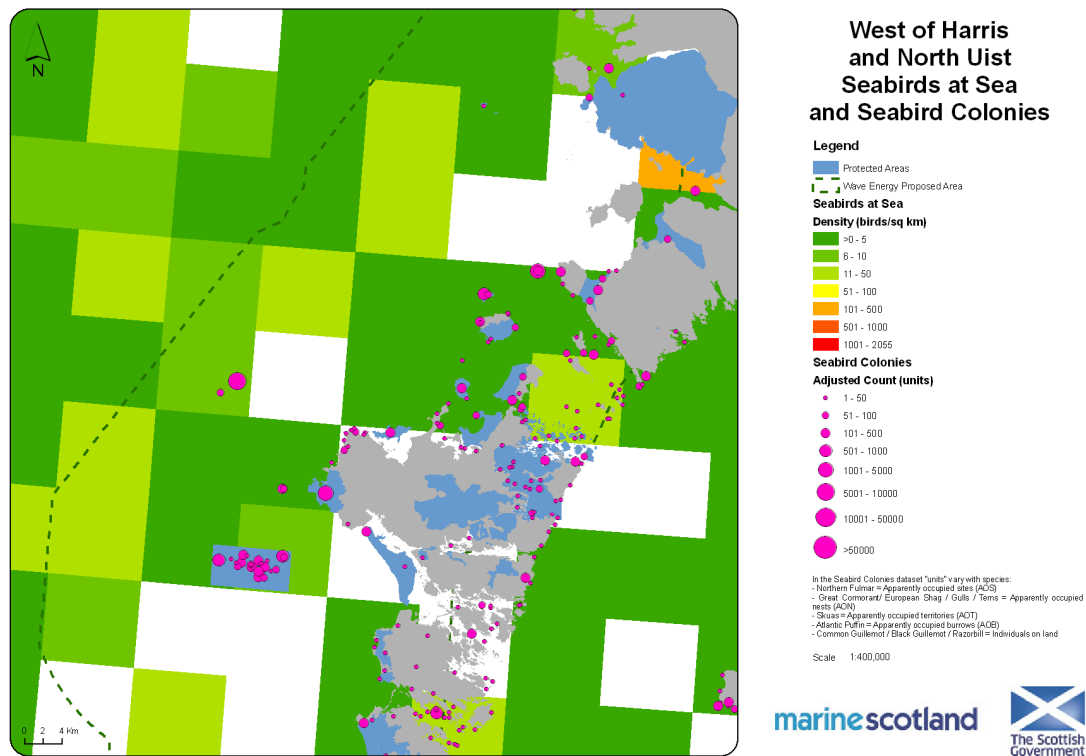 West of Harris
and North Uist
Seabirds at Sea
and Seabird Colonies
Legend
Protected Areas
Wave Energy Proposed Area
Seabirds at Sea
Density (birds/sq km)
>0 - 5
6 - 10
11 - 50
51 - 100
101 - 500
501 - 1000
1001 - 2055
Seabird Colonies
Adjusted Count (units)
1 - 50
51 - 100
101 - 500
501 - 1000
1001 - 5000
5001 - 10000
10001 - 50000
>50000
In the Seabird Colonies dataset "units" vary with species:
- Northern Fulmar = Apparently occupied sites (AOS)
- Great Cormorant/ European Shag / Gulls / Terns = Apparently occupied
nests (AON)
- Skuas = Apparently occupied territories (AOT)
- Atlantic Puffin = Apparently occupied burrows (AOB)
- Common Guillemot / Black Guillemot / Razorbill = Individuals on land
Scale 1:400,000
N
0 2 4 Km
marinescotland
The Scottish
Government